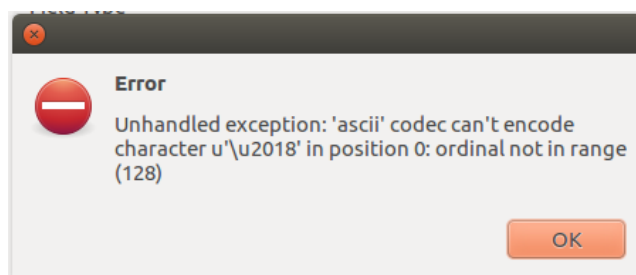 Error
Unhandled exception: 'ascii' codec can't encode
character u'\u2018' in position 0: ordinal not in range
(128)
OK